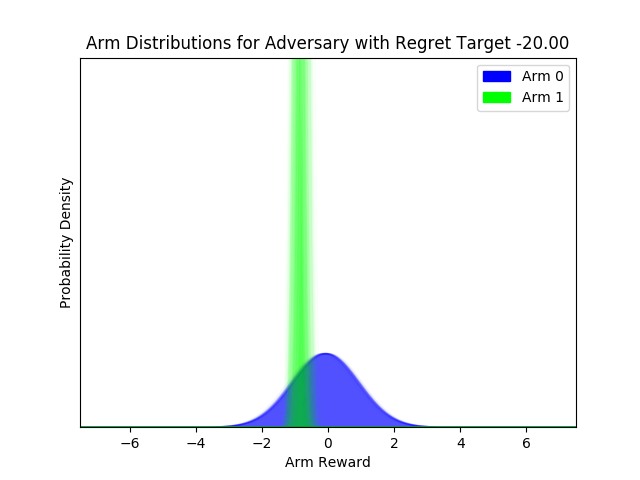 Arm Distributions for Adversary with Regret Target -20.00
Arm 0
Arm 1
Probability Density
−6 −4 −2 0 2 4 6
Arm Reward